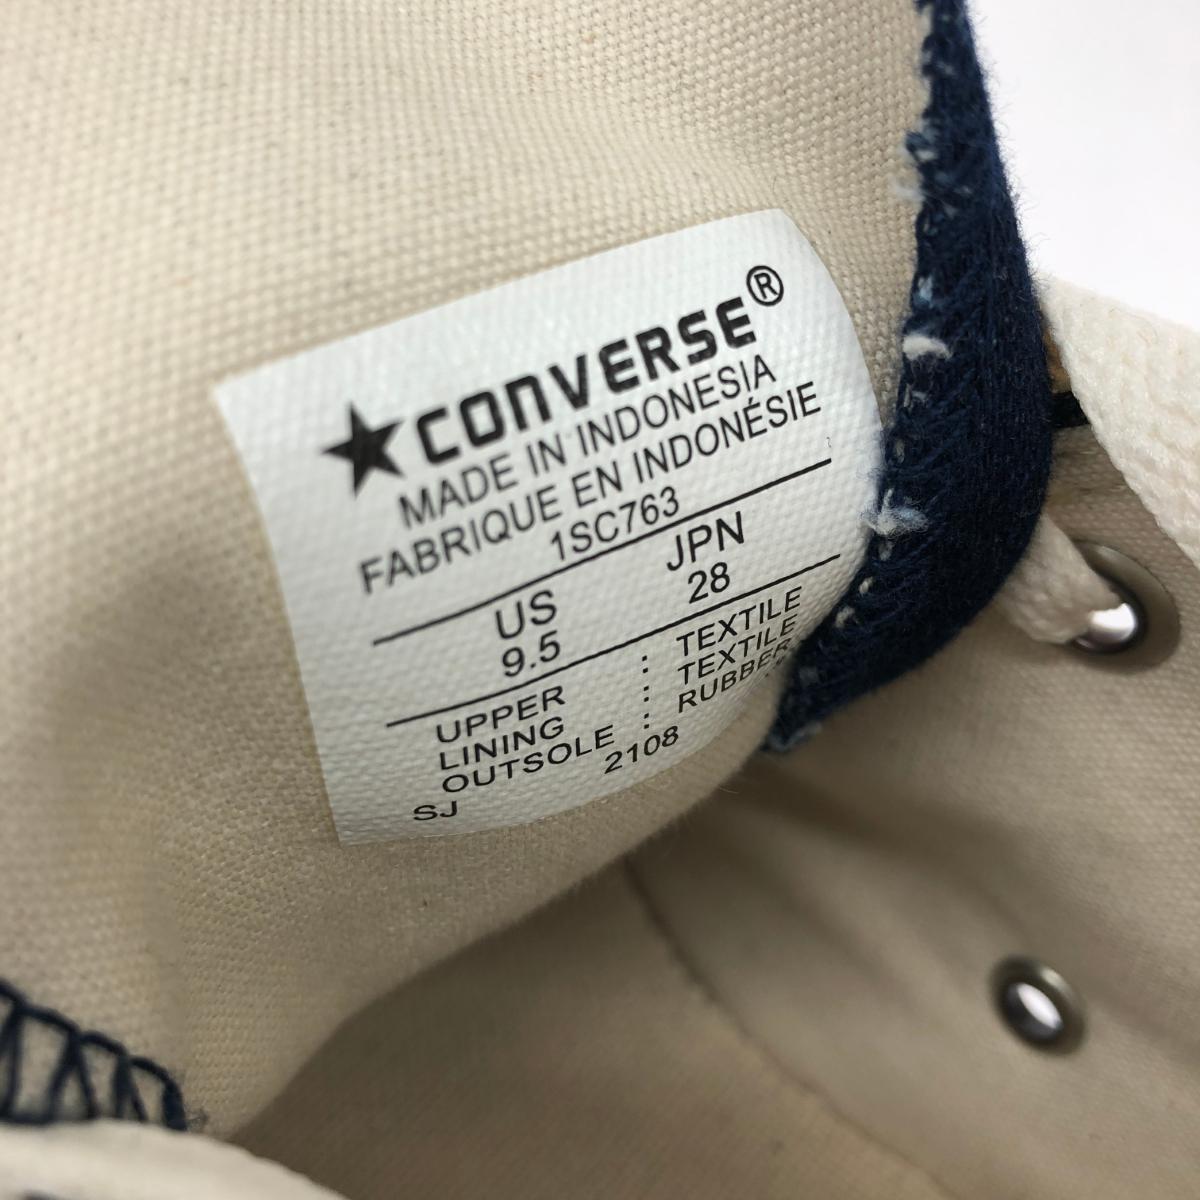 ★CONVERSE®
MADE IN INDONESIA
FABRIQUE EN INDONÉSIE
1SC763
US JPN
9.5 28
UPPER : TEXTILE
LINING : TEXTILE
OUTSOLE : RUBBER
SJ 2108